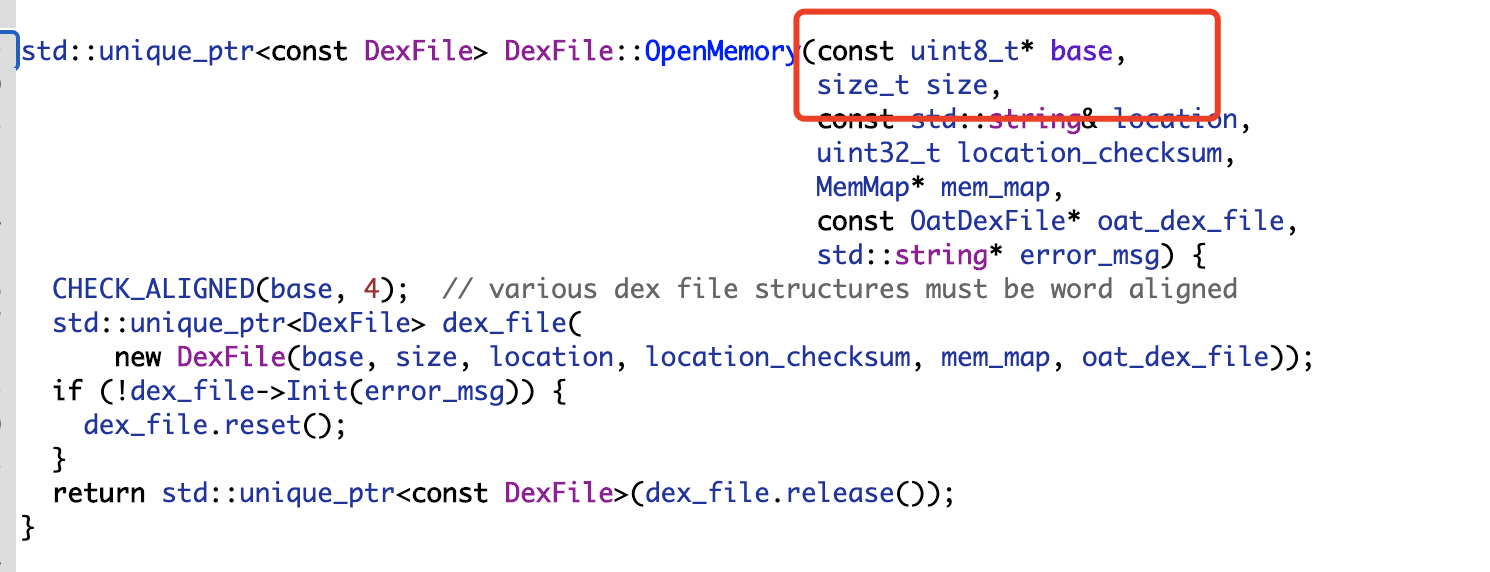 std::unique_ptr<const DexFile> DexFile::OpenMemory(const uint8_t* base,
                                                   size_t size,
                                                   const std::string& location,
                                                   uint32_t location_checksum,
                                                   MemMap* mem_map,
                                                   const OatDexFile* oat_dex_file,
                                                   std::string* error_msg) {
  CHECK_ALIGNED(base, 4);  // various dex file structures must be word aligned
  std::unique_ptr<DexFile> dex_file(
      new DexFile(base, size, location, location_checksum, mem_map, oat_dex_file));
  if (!dex_file->Init(error_msg)) {
    dex_file.reset();
  }
  return std::unique_ptr<const DexFile>(dex_file.release());
}